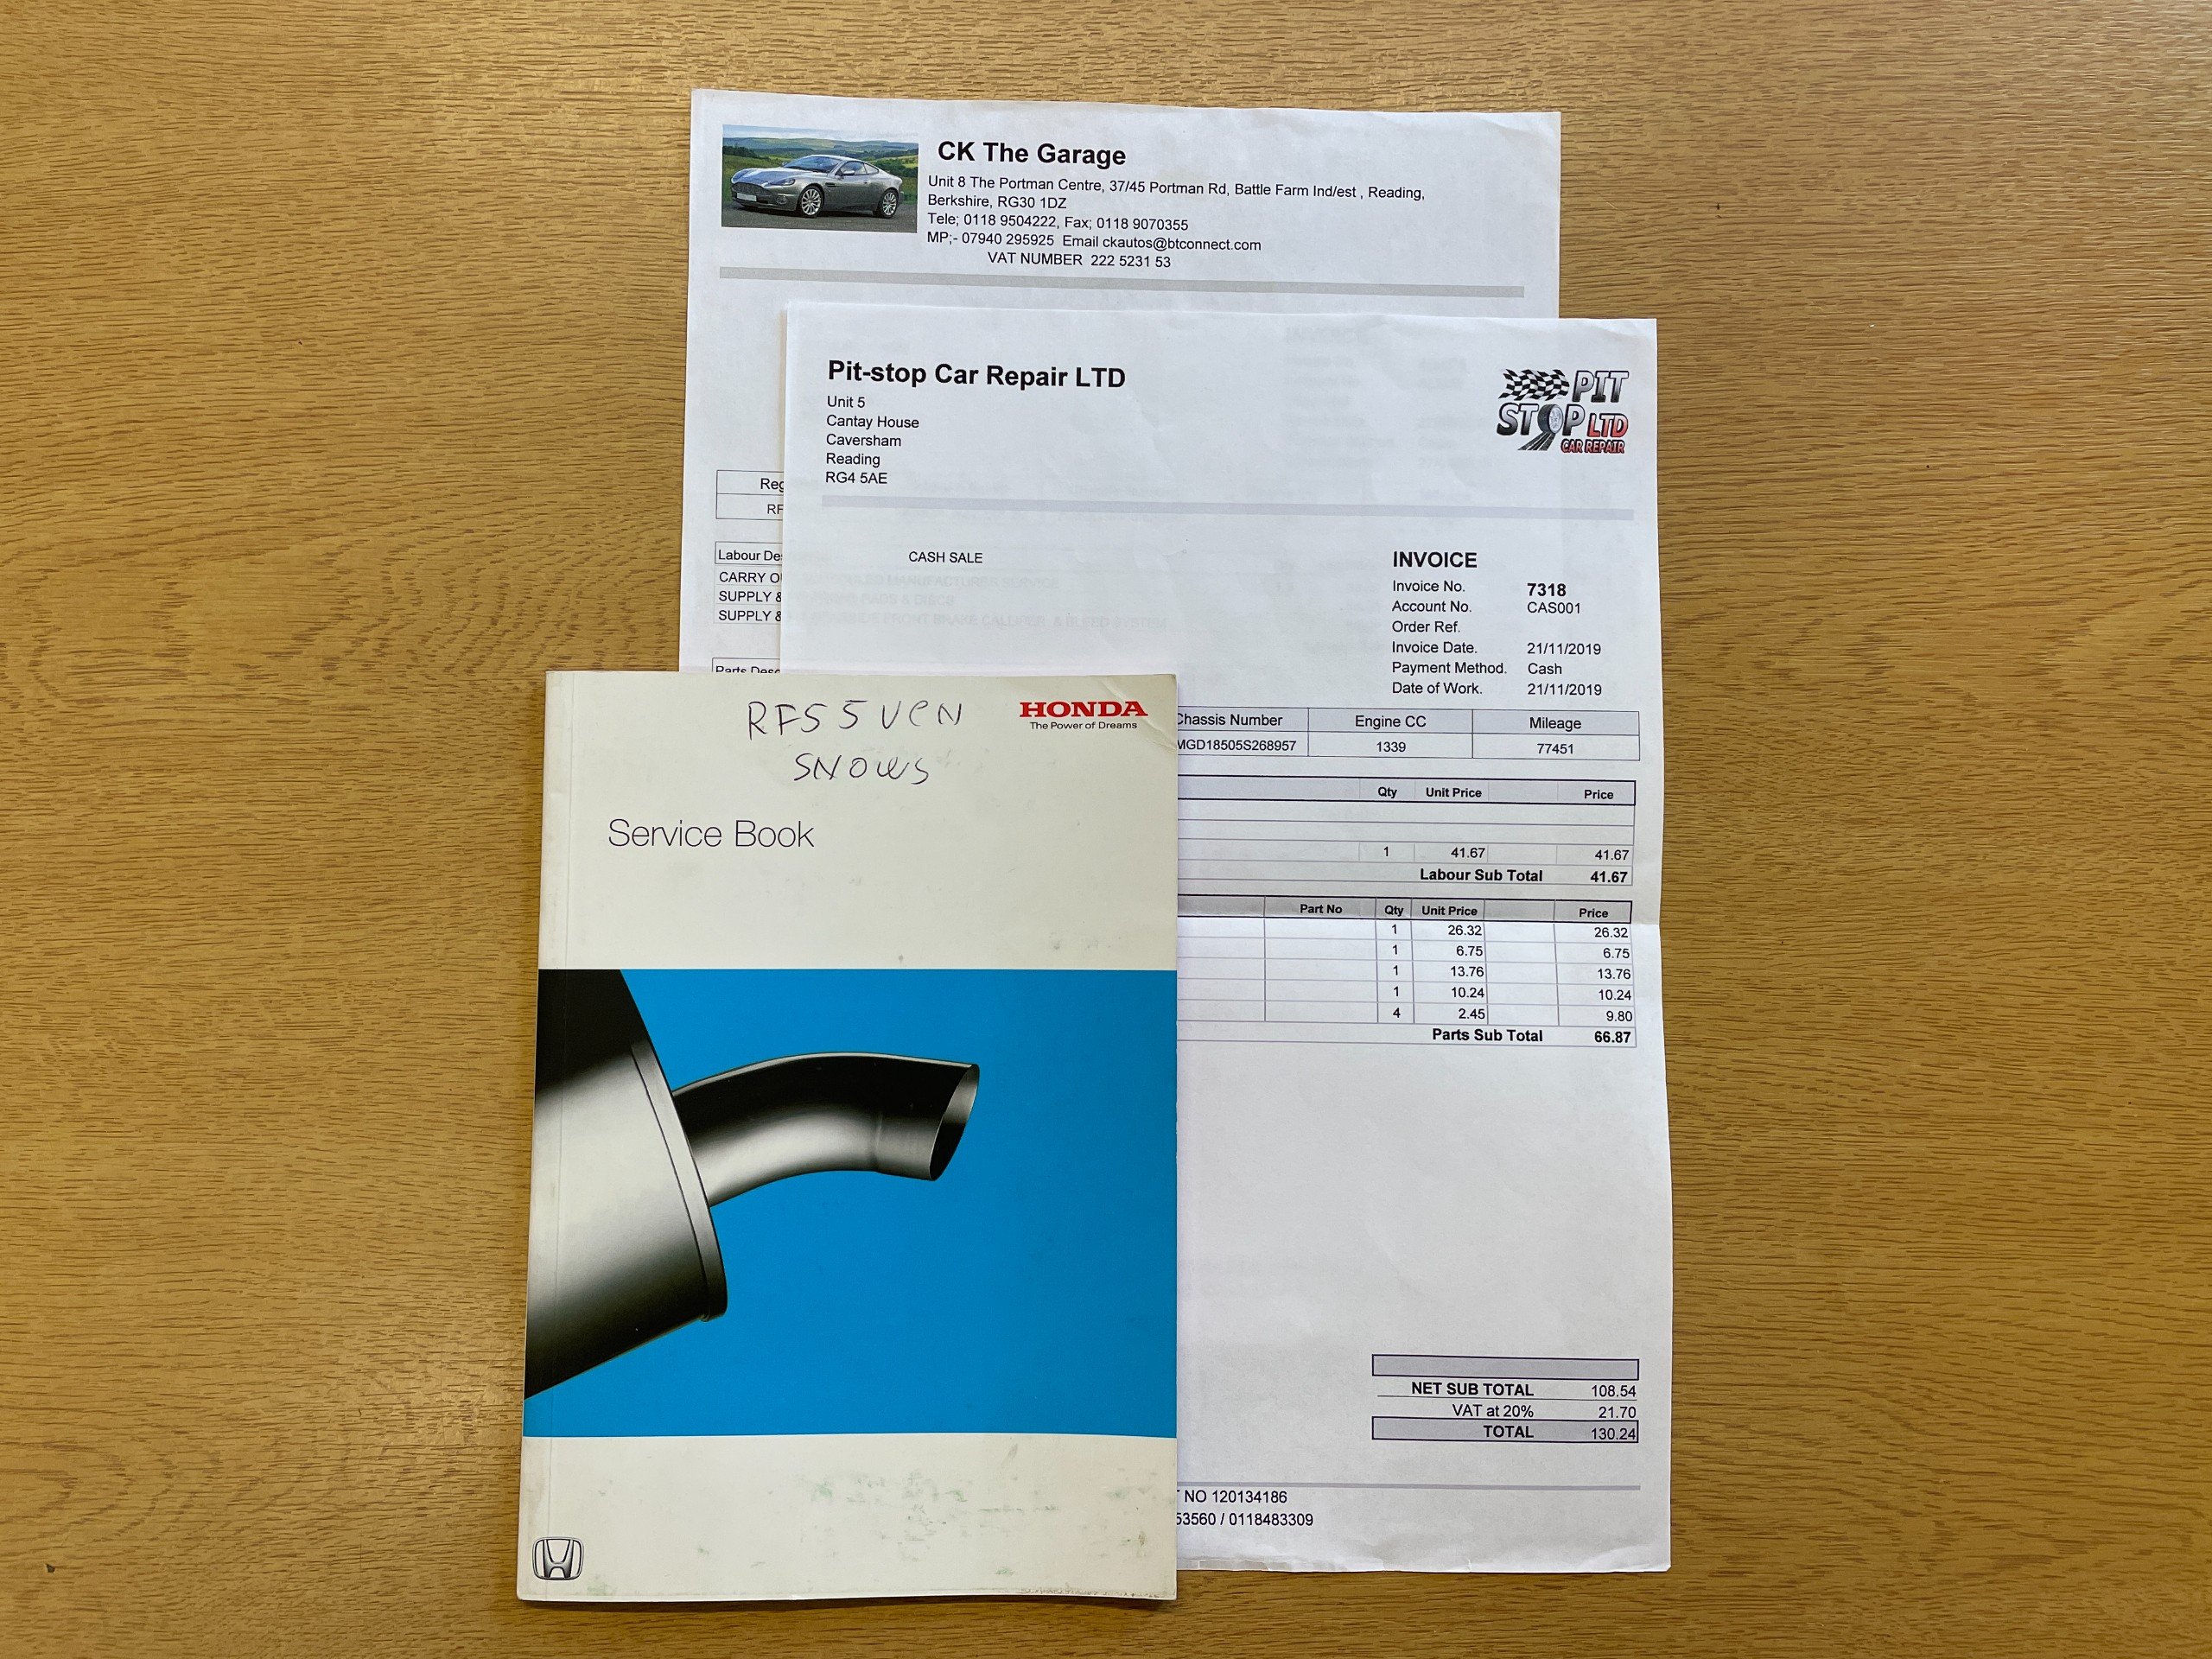 CK The Garage
Unit 8 The Portman Centre, 37/45 Portman Rd, Battle Farm Ind/est , Reading,
Berkshire, RG30 1DZ
Tele; 0118 9504222, Fax; 0118 9070355
MP;- 07940 295925 Email ckautos@btconnect.com
VAT NUMBER 222 5231 53
Reg
RF
Labour De
CARRY O
SUPPLY &
SUPPLY &
Parts Desc
Pit-stop Car Repair LTD
Unit 5
Cantay House
Caversham
Reading
RG4 5AE
PIT
STOP LTD
CAR REPAIR
CASH SALE
INVOICE
Invoice No. 7318
Account No. CAS001
Order Ref.
Invoice Date. 21/11/2019
Payment Method. Cash
Date of Work. 21/11/2019
Chassis Number Engine CC Mileage
MGD18505S268957 1339 77451
Qty Unit Price Price
1 41.67 41.67
Labour Sub Total 41.67
Part No Qty Unit Price Price
1 26.32 26.32
1 6.75 6.75
1 13.76 13.76
1 10.24 10.24
4 2.45 9.80
Parts Sub Total 66.87
NET SUB TOTAL 108.54
VAT at 20% 21.70
TOTAL 130.24
T NO 120134186
53560 / 0118483309
RF55 VCN
SNOWS
HONDA
The Power of Dreams
Service Book